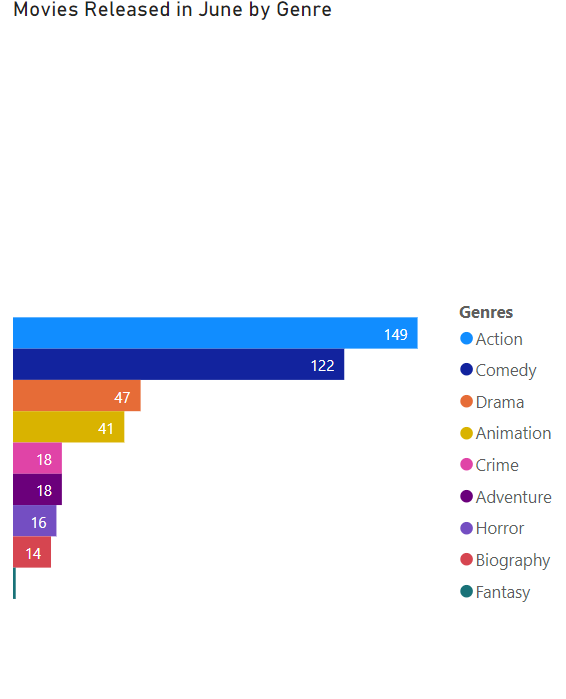 Movies Released in June by Genre
149
122
47
41
18
18
16
14
Genres
Action
Comedy
Drama
Animation
Crime
Adventure
Horror
Biography
Fantasy